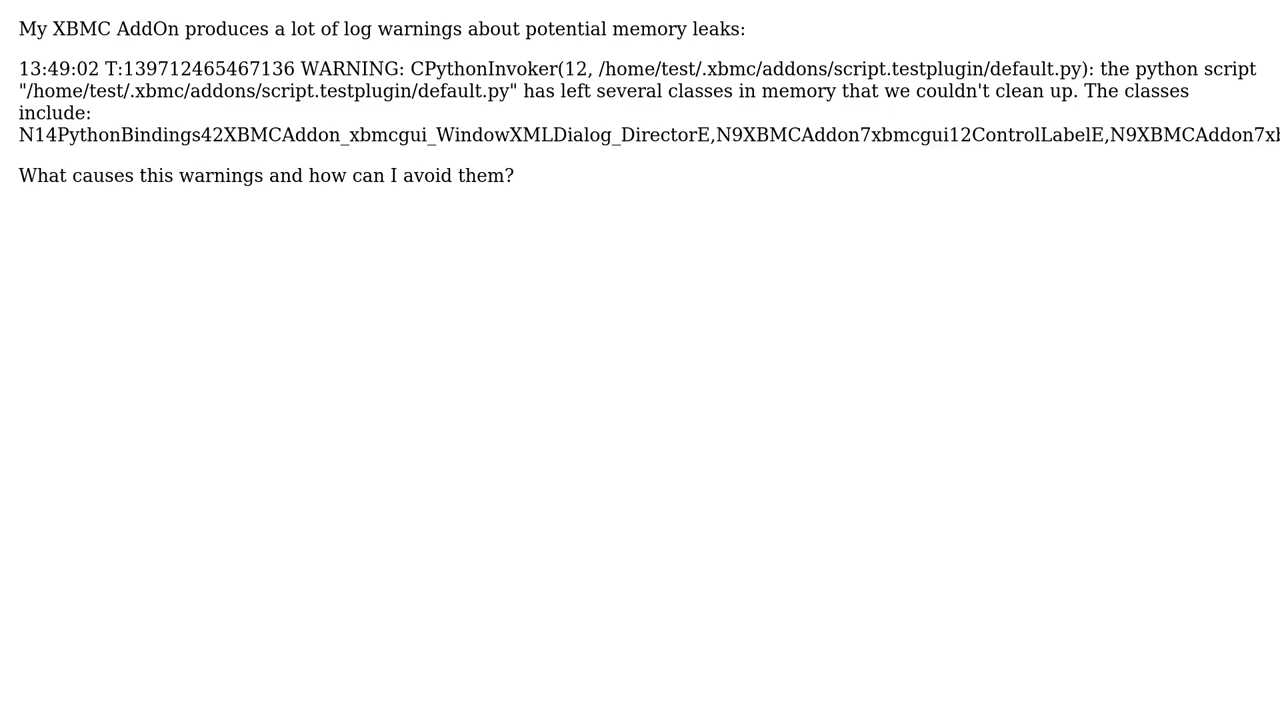 My XBMC AddOn produces a lot of log warnings about potential memory leaks:
13:49:02 T:139712465467136 WARNING: CPythonInvoker(12, /home/test/.xbmc/addons/script.testplugin/default.py): the python script
"/home/test/.xbmc/addons/script.testplugin/default.py" has left several classes in memory that we couldn't clean up. The classes
include:
N14PythonBindings42XBMCAddon_xbmcgui_WindowXMLDialog_DirectorE,N9XBMCAddon7xbmcgui12ControlLabelE,N9XBMCAddon7xb
What causes this warnings and how can I avoid them?